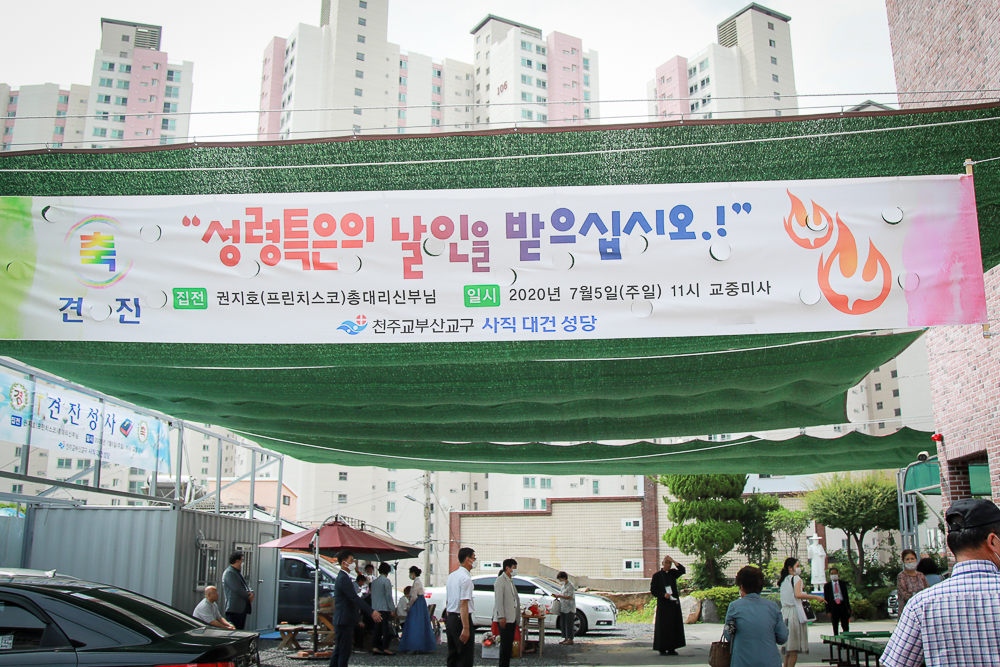 106
축
견진
“성령특은의 날인을 받으십시오.!”
집전 권지호(프린치스코)총대리신부님 일시 2020년 7월5일(주일) 11시 교중미사
천주교부산교구 사직 대건 성당
견진성사